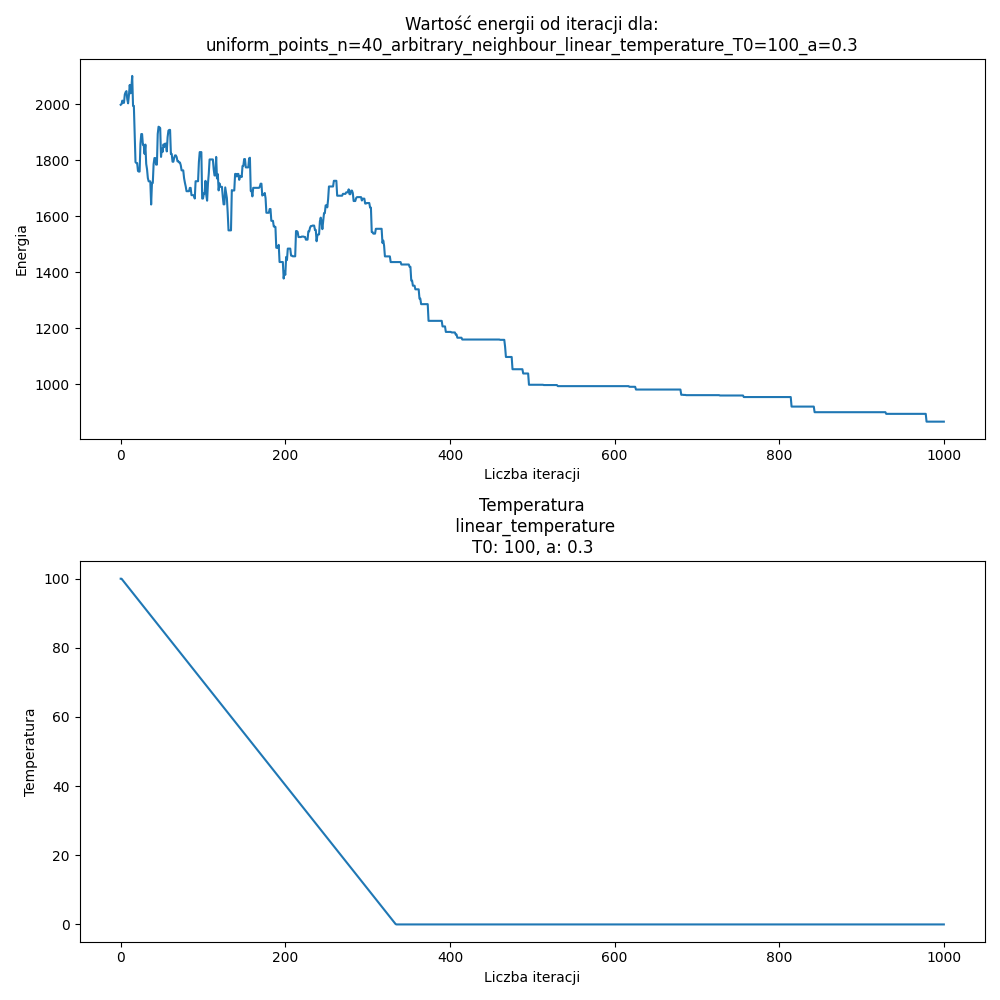 Wartość energii od iteracji dla:
uniform_points_n=40_arbitrary_neighbour_linear_temperature_T0=100_a=0.3
2000
1800
1600
1400
1200
1000
Energia
0 200 400 600 800 1000
Liczba iteracji
Temperatura
linear_temperature
T0: 100, a: 0.3
100
80
60
40
20
0
Temperatura
0 200 400 600 800 1000
Liczba iteracji